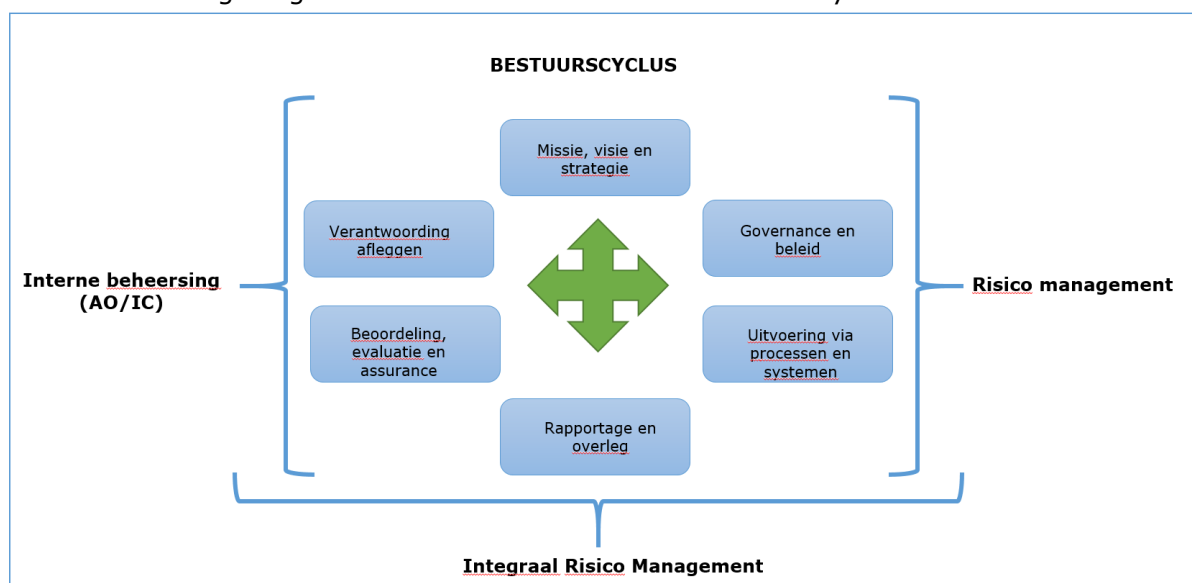 BESTUURSCYCLUS
Missie, visie en
strategie
Verantwoording
afleggen
Governance en
beleid
Interne beheersing
(AO/IC)
Risico management
Beoordeling,
evaluatie en
assurance
Uitvoering via
processen en
systemen
Rapportage en
overleg
Integraal Risico Management